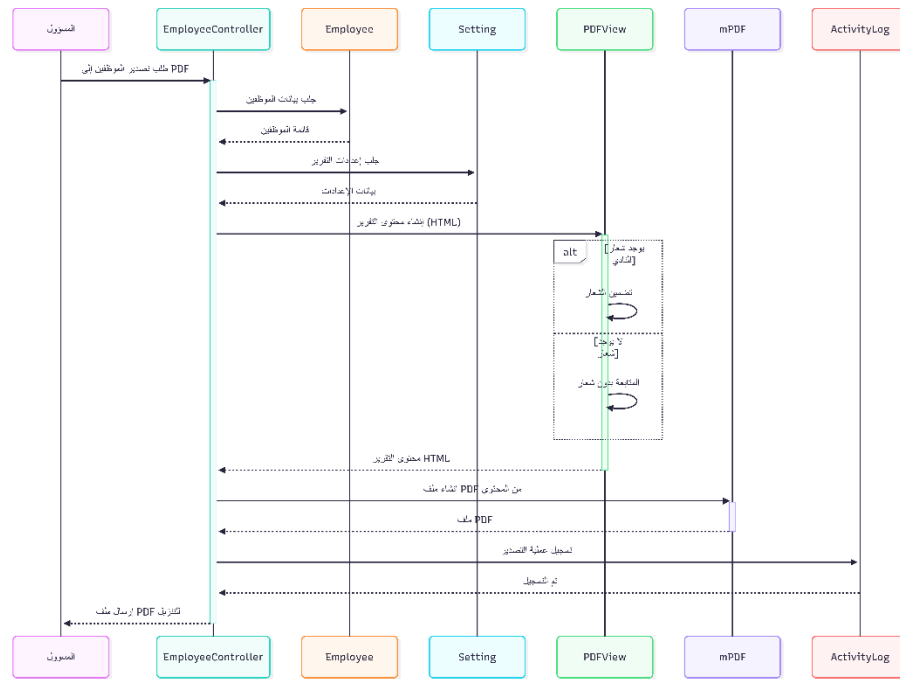 المسؤول
EmployeeController
Employee
Setting
PDFView
mPDF
ActivityLog
طلب تصدير الموظفين إلى PDF
جلب بيانات الموظفين
قائمة الموظفين
جلب إعدادات التقرير
بيانات الإعدادات
إنشاء محتوى التقرير (HTML)
alt
[يوجد شعار
للنادي]
تضمين الشعار
[لا يوجد
شعار]
المتابعة بدون شعار
محتوى التقرير HTML
انشاء ملف PDF من المحتوى
ملف PDF
تسجيل عملية التصدير
تم التسجيل
ارسال ملف PDF للتنزيل
المسؤول
EmployeeController
Employee
Setting
PDFView
mPDF
ActivityLog